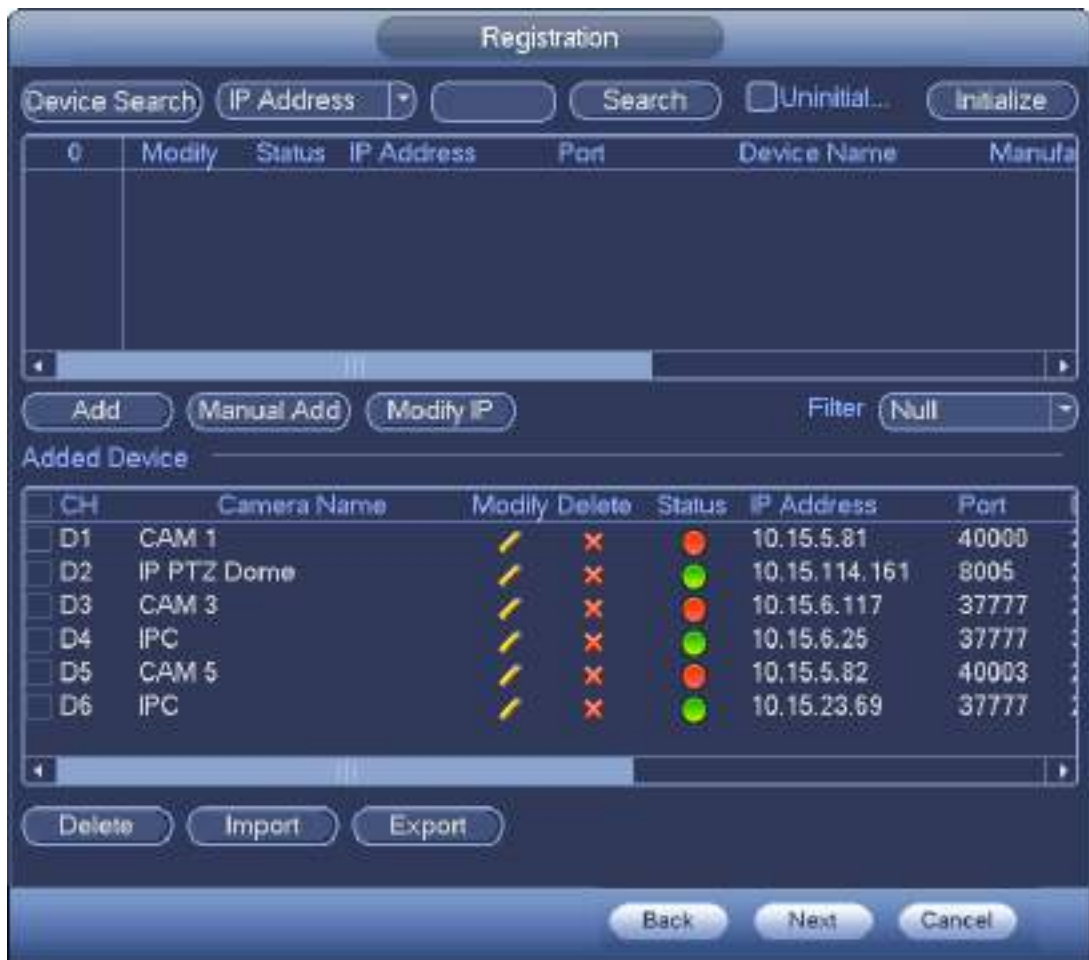 Registration
Device Search IP Address Search Uninitial... Initialize
0 Modify Status IP Address Port Device Name Manufa
Add Manual Add Modify IP Filter Null
Added Device
CH Camera Name Modify Delete Status IP Address Port
D1 CAM 1 10.15.5.81 40000
D2 IP PTZ Dome 10.15.114.161 8005
D3 CAM 3 10.15.6.117 37777
D4 IPC 10.15.6.25 37777
D5 CAM 5 10.15.5.82 40003
D6 IPC 10.15.23.69 37777
Delete Import Export
Back Next Cancel